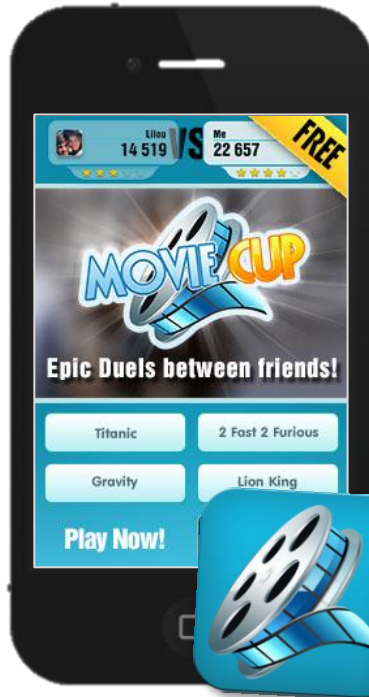 Lilou
14 519
VS
Me
22 657
FREE
MOVIE CUP
Epic Duels between friends!
Titanic
2 Fast 2 Furious
Gravity
Lion King
Play Now!